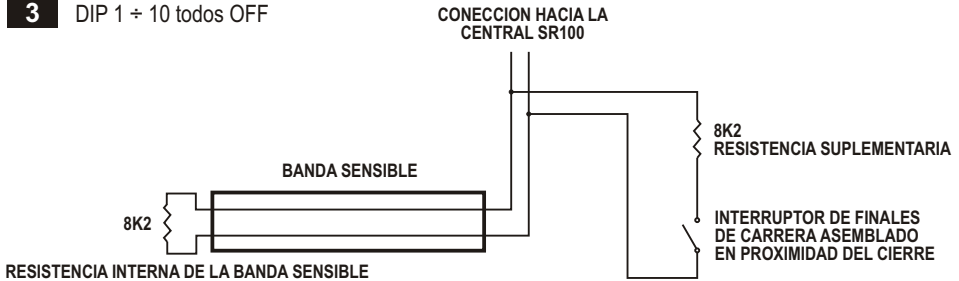 3 DIP 1 ÷ 10 todos OFF
CONECCION HACIA LA
CENTRAL SR100
8K2
RESISTENCIA SUPLEMENTARIA
BANDA SENSIBLE
8K2
INTERRUPTOR DE FINALES
DE CARRERA ASEMBLADO
EN PROXIMIDAD DEL CIERRE
RESISTENCIA INTERNA DE LA BANDA SENSIBLE